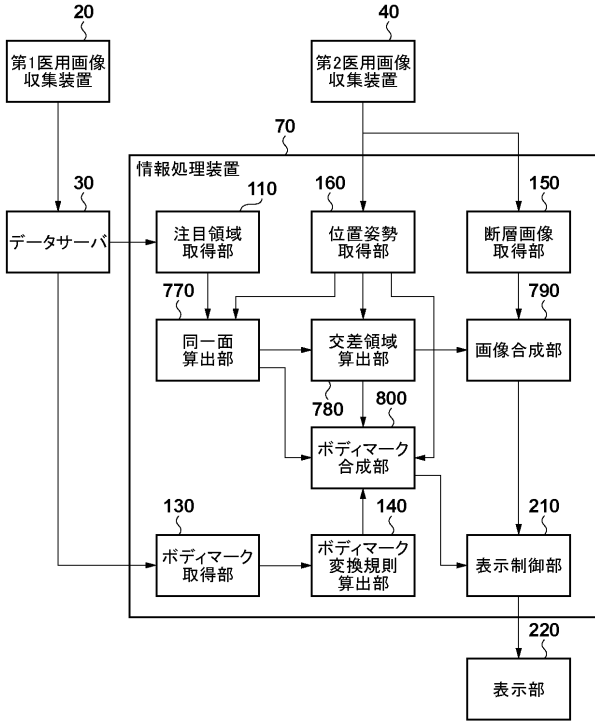 20
第1医用画像
収集装置
40
第2医用画像
収集装置
70
情報処理装置
30
データサーバ
110
注目領域
取得部
160
位置姿勢
取得部
150
断層画像
取得部
770
同一面
算出部
交差領域
算出部
780
790
画像合成部
800
ボディマーク
合成部
130
ボディマーク
取得部
140
ボディマーク
変換規則
算出部
210
表示制御部
220
表示部